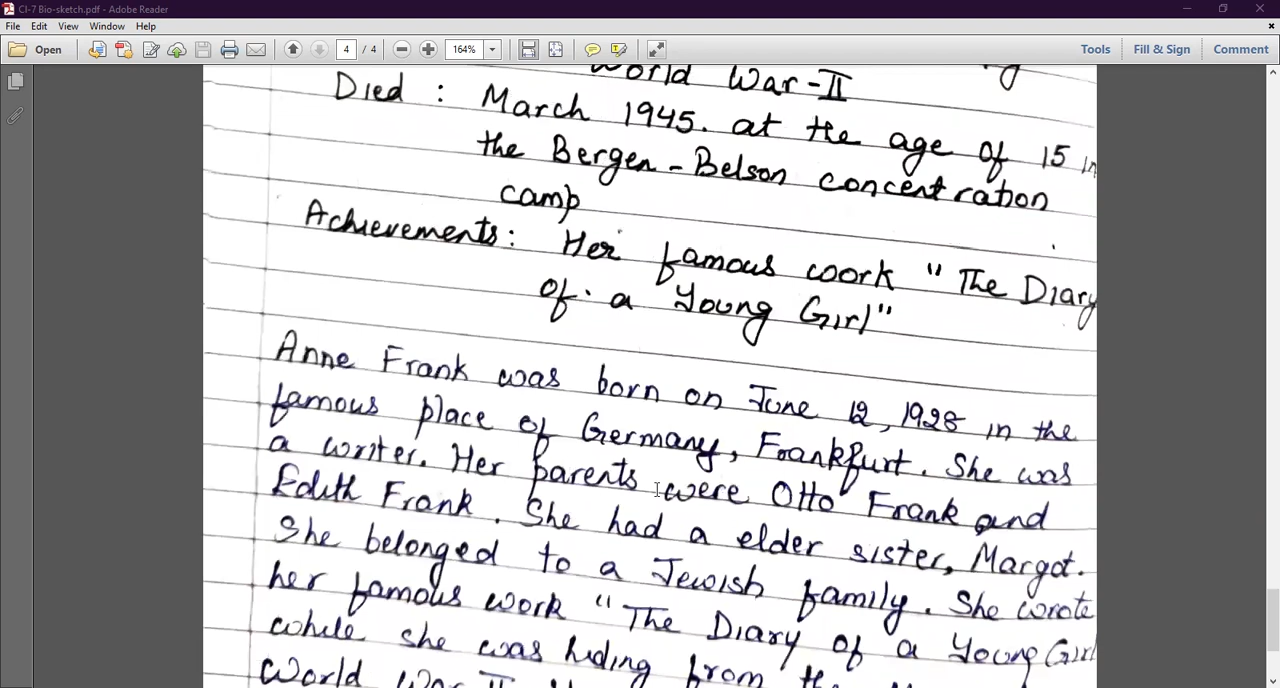 Cl-7 Bio-sketch.pdf - Adobe Reader
File Edit View Window Help
Open 4 / 4 164% Tools Fill & Sign Comment
World War-II
Died : March 1945. at the age of 15 in
the Bergen - Belson concentration
camp
Achievements: Her famous work "The Diary
of. a Young Girl"
Anne Frank was born on June 12, 1928 in the
famous place of Germany, Frankfurt. She was
a writer. Her parents were Otto Frank and
Edith Frank. She had a elder sister, Margot.
She belonged to a Jewish family. She wrote
her famous work "The Diary of a Young Girl
while she was hiding from the
World War II